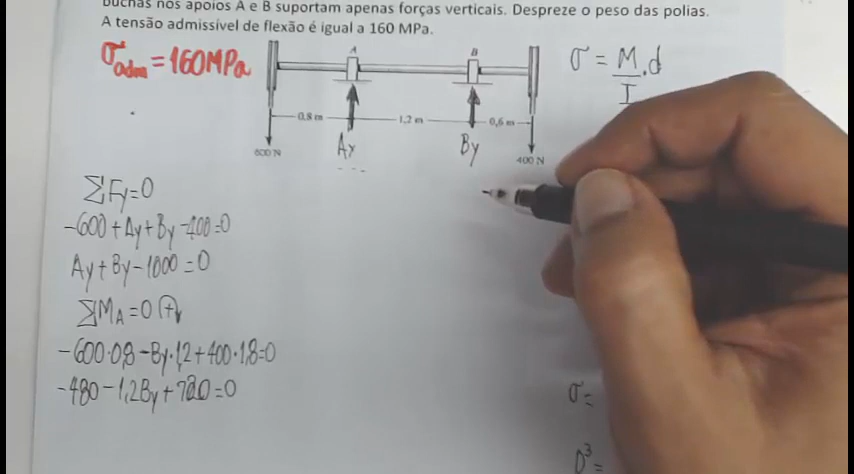 buchas nos apoios A e B suportam apenas forças verticais. Despreze o peso das polias.
A tensão admissível de flexão é igual a 160 MPa.
σadm = 160MPa
A
B
σ = M/I . d
0,8 m
1,2 m
0,6 m
600 N
Ay
By
400 N
ΣFy=0
-600+Ay+By-400=0
Ay+By-1000=0
ΣMA=0
-600·0,8-By·1,2+400·1,8=0
-480-1,2By+720=0
σ=
D³=